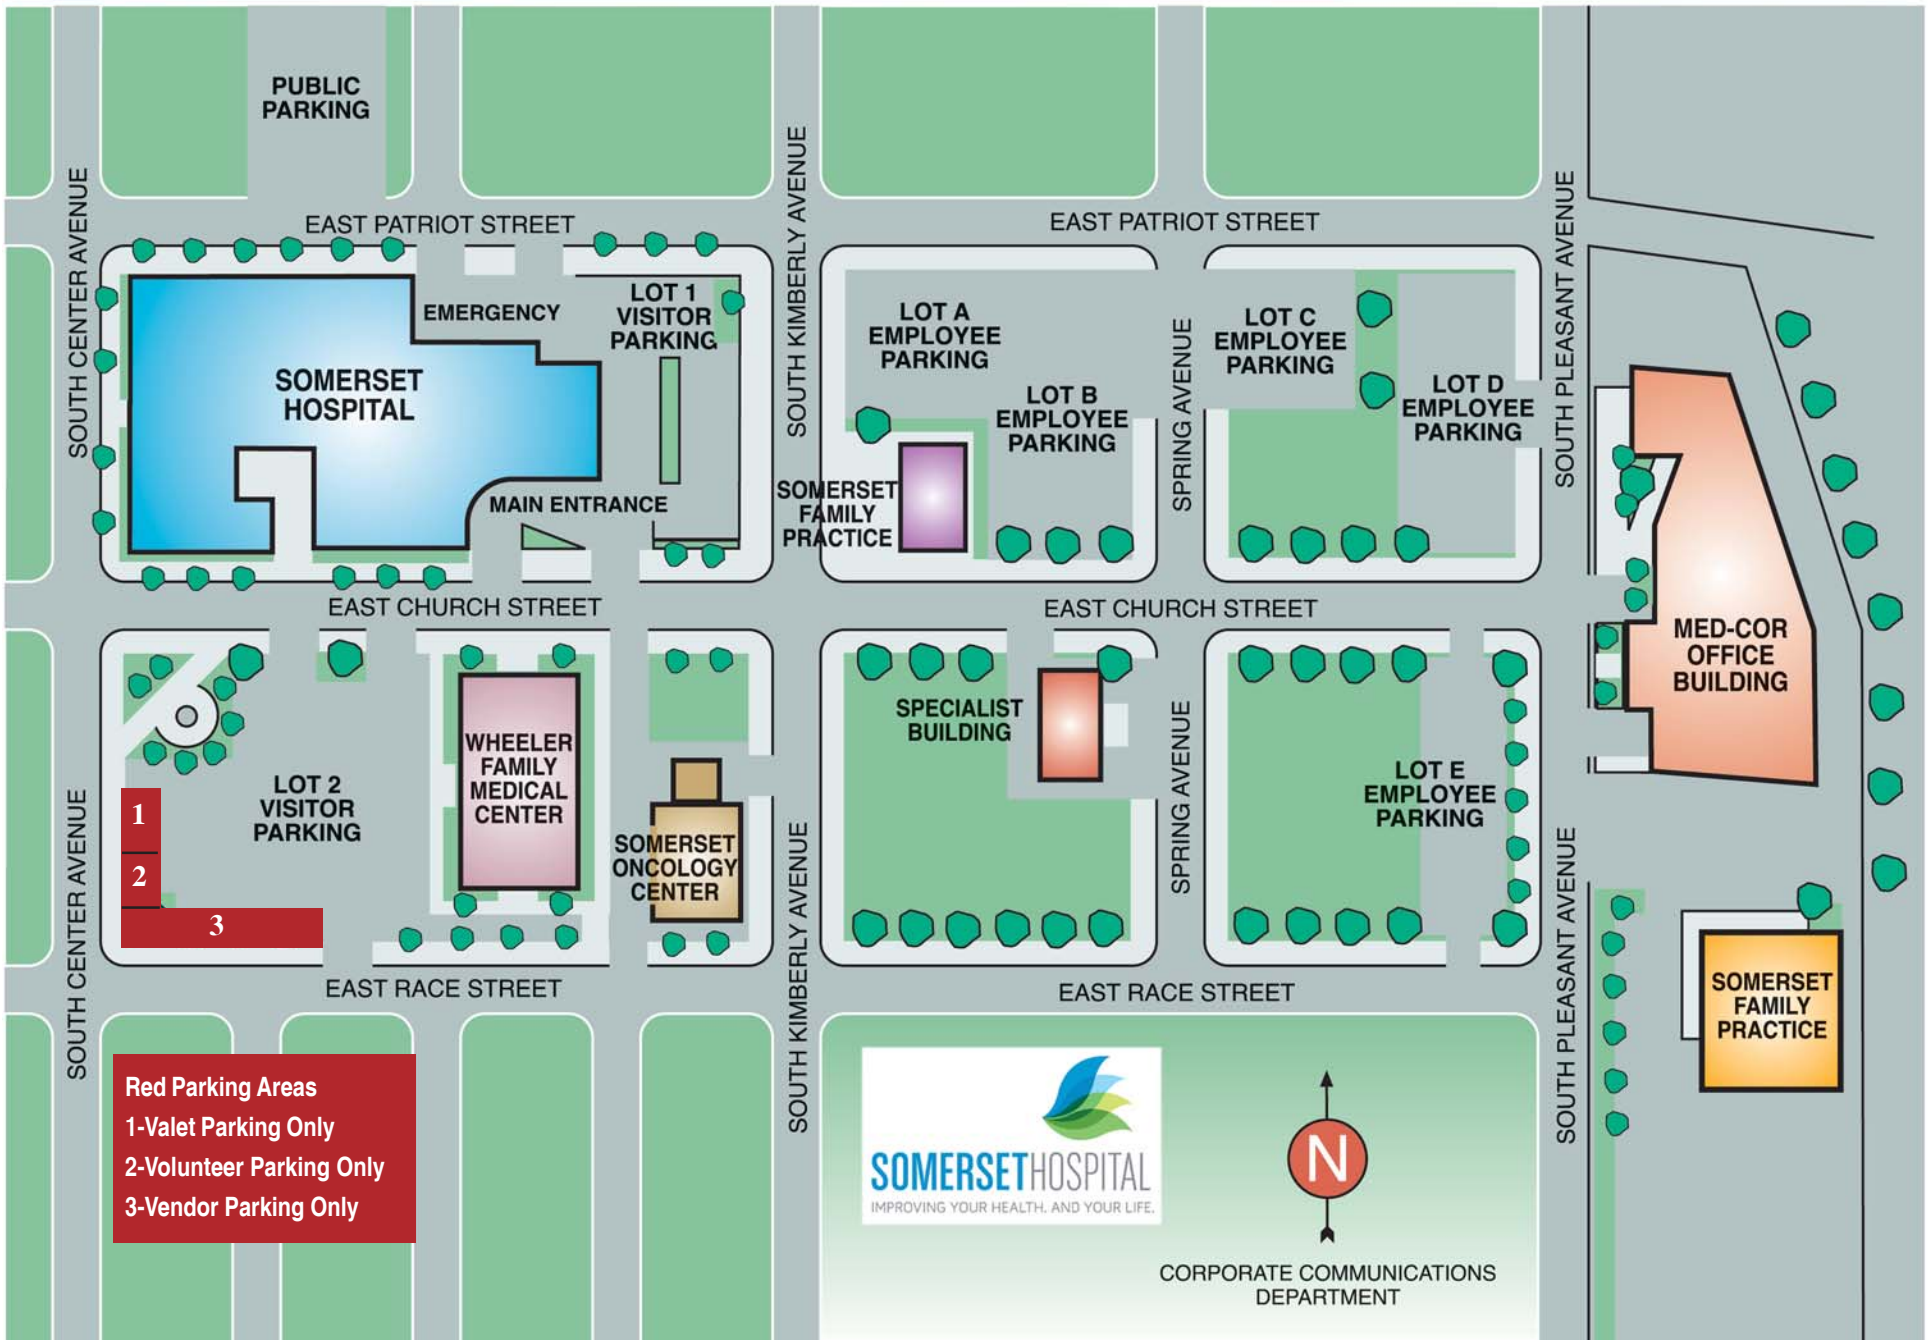 PUBLIC
PARKING
SOUTH CENTER AVENUE
EAST PATRIOT STREET
SOUTH KIMBERLY AVENUE
EAST PATRIOT STREET
SOUTH PLEASANT AVENUE
EMERGENCY
LOT 1
VISITOR
PARKING
SOMERSET
HOSPITAL
MAIN ENTRANCE
LOT A
EMPLOYEE
PARKING
LOT B
EMPLOYEE
PARKING
SPRING AVENUE
LOT C
EMPLOYEE
PARKING
LOT D
EMPLOYEE
PARKING
SOMERSET
FAMILY
PRACTICE
EAST CHURCH STREET
EAST CHURCH STREET
MED-COR
OFFICE
BUILDING
SPECIALIST
BUILDING
WHEELER
FAMILY
MEDICAL
CENTER
LOT 2
VISITOR
PARKING
1
2
3
SOMERSET
ONCOLOGY
CENTER
LOT E
EMPLOYEE
PARKING
SOUTH CENTER AVENUE
SOUTH KIMBERLY AVENUE
SPRING AVENUE
SOUTH PLEASANT AVENUE
EAST RACE STREET
EAST RACE STREET
SOMERSET
FAMILY
PRACTICE
Red Parking Areas
1-Valet Parking Only
2-Volunteer Parking Only
3-Vendor Parking Only
SOMERSETHOSPITAL
IMPROVING YOUR HEALTH. AND YOUR LIFE.
N
CORPORATE COMMUNICATIONS
DEPARTMENT